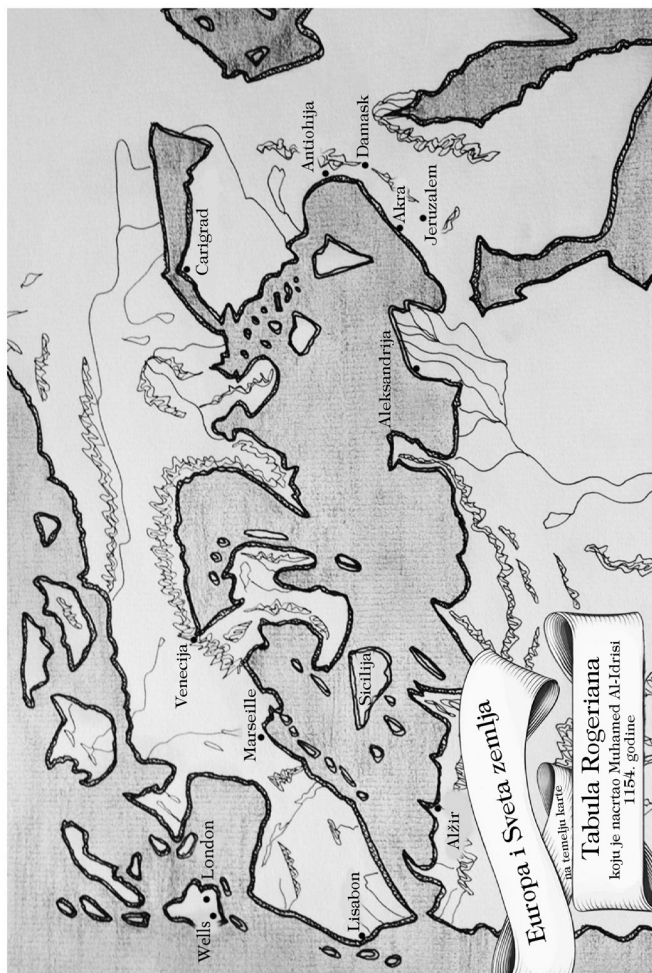 London
Wells
Venecija
Marseille
Lisabon
Sicilija
Alžir
Carigrad
Antiohija
Damask
Akra
Jeruzalem
Aleksandrija
Europa i Sveta zemlja
na temelju karte
Tabula Rogeriana
koju je nacrtao Muhamed Al-Idrisi
1154. godine